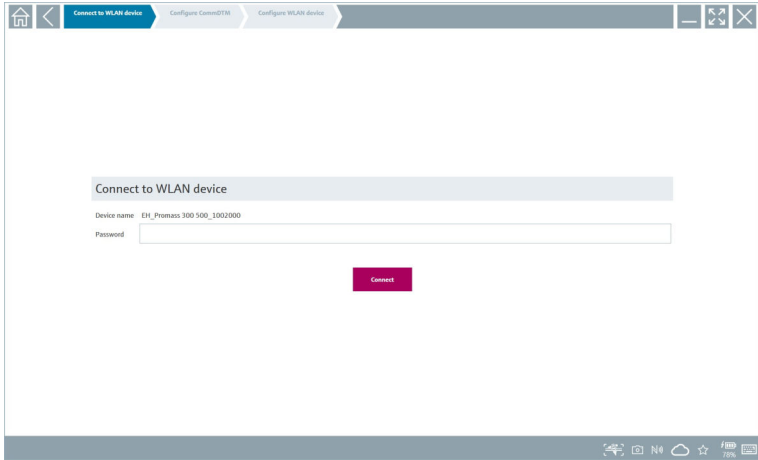 Connect to WLAN device
Configure CommDTM
Configure WLAN device
Connect to WLAN device
Device name EH_Promass 300 500_1002000
Password
Connect
78%